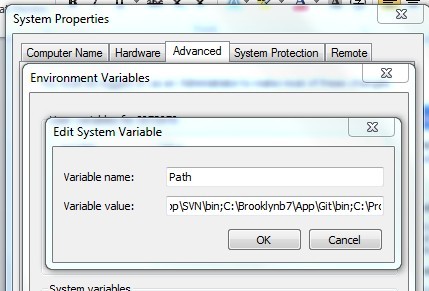 System Properties
Computer Name Hardware Advanced System Protection Remote
Environment Variables
Edit System Variable
Variable name: Path
Variable value: op\SVN\bin;C:\Brooklynb7\App\Git\bin;C:\Pro
OK Cancel
System variables